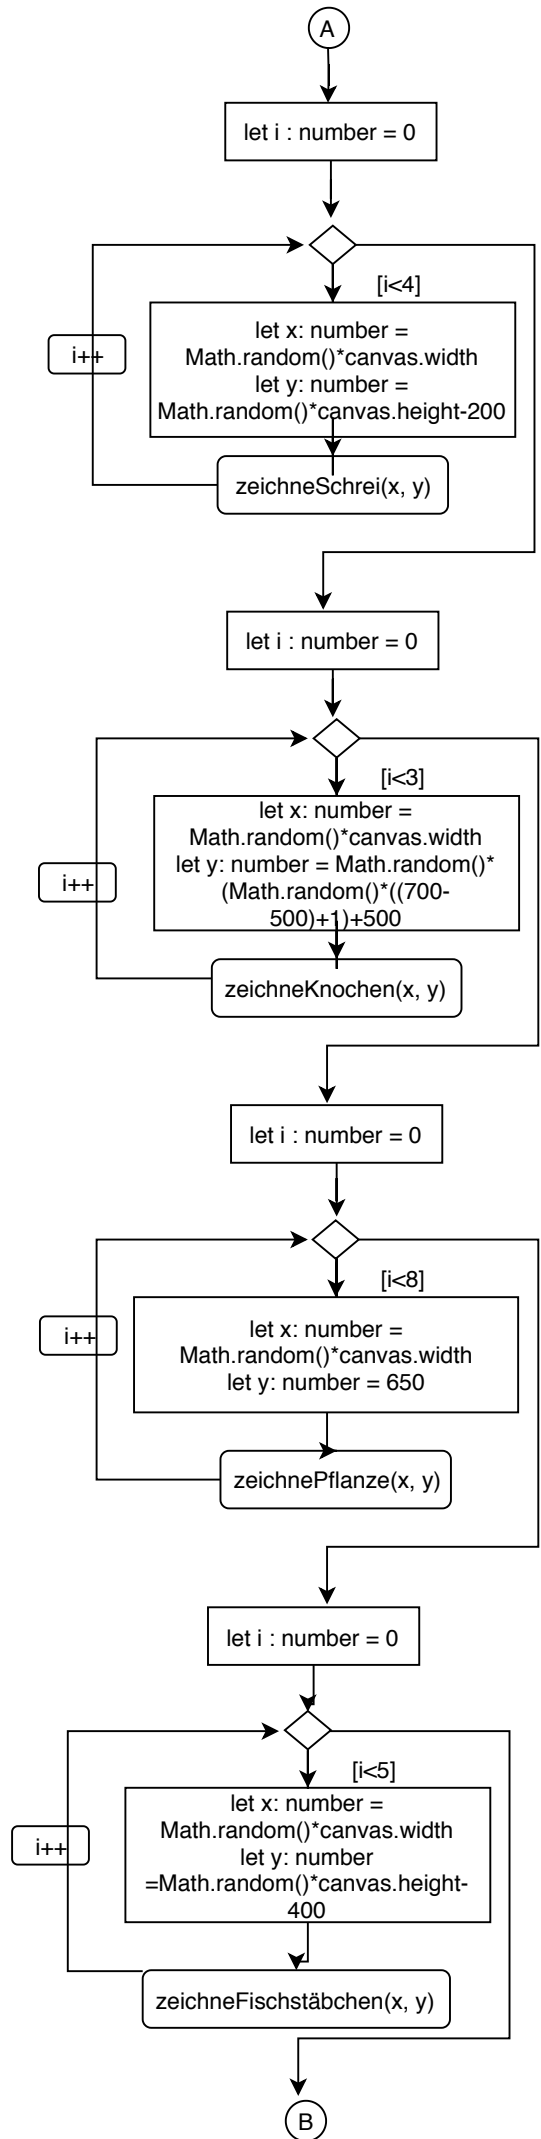 A
let i : number = 0
[i<4]
let x: number =
Math.random()*canvas.width
let y: number =
Math.random()*canvas.height-200
i++
zeichneSchrei(x, y)
let i : number = 0
[i<3]
let x: number =
Math.random()*canvas.width
let y: number = Math.random()*
(Math.random()*((700-
500)+1)+500
i++
zeichneKnochen(x, y)
let i : number = 0
[i<8]
let x: number =
Math.random()*canvas.width
let y: number = 650
i++
zeichnePflanze(x, y)
let i : number = 0
[i<5]
let x: number =
Math.random()*canvas.width
let y: number
=Math.random()*canvas.height-
400
i++
zeichneFischstäbchen(x, y)
B